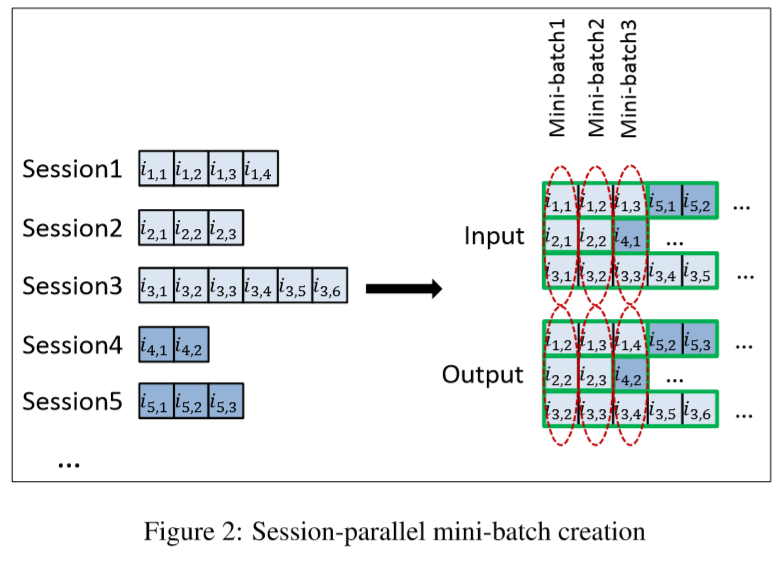 Mini-batch1
Mini-batch2
Mini-batch3
Session1 i1,1 i1,2 i1,3 i1,4
Session2 i2,1 i2,2 i2,3
Session3 i3,1 i3,2 i3,3 i3,4 i3,5 i3,6
Session4 i4,1 i4,2
Session5 i5,1 i5,2 i5,3
...
Input
i1,1 i1,2 i1,3 i5,1 i5,2 ...
i2,1 i2,2 i4,1 ...
i3,1 i3,2 i3,3 i3,4 i3,5 ...
Output
i1,2 i1,3 i1,4 i5,2 i5,3 ...
i2,2 i2,3 i4,2 ...
i3,2 i3,3 i3,4 i3,5 i3,6 ...
Figure 2: Session-parallel mini-batch creation